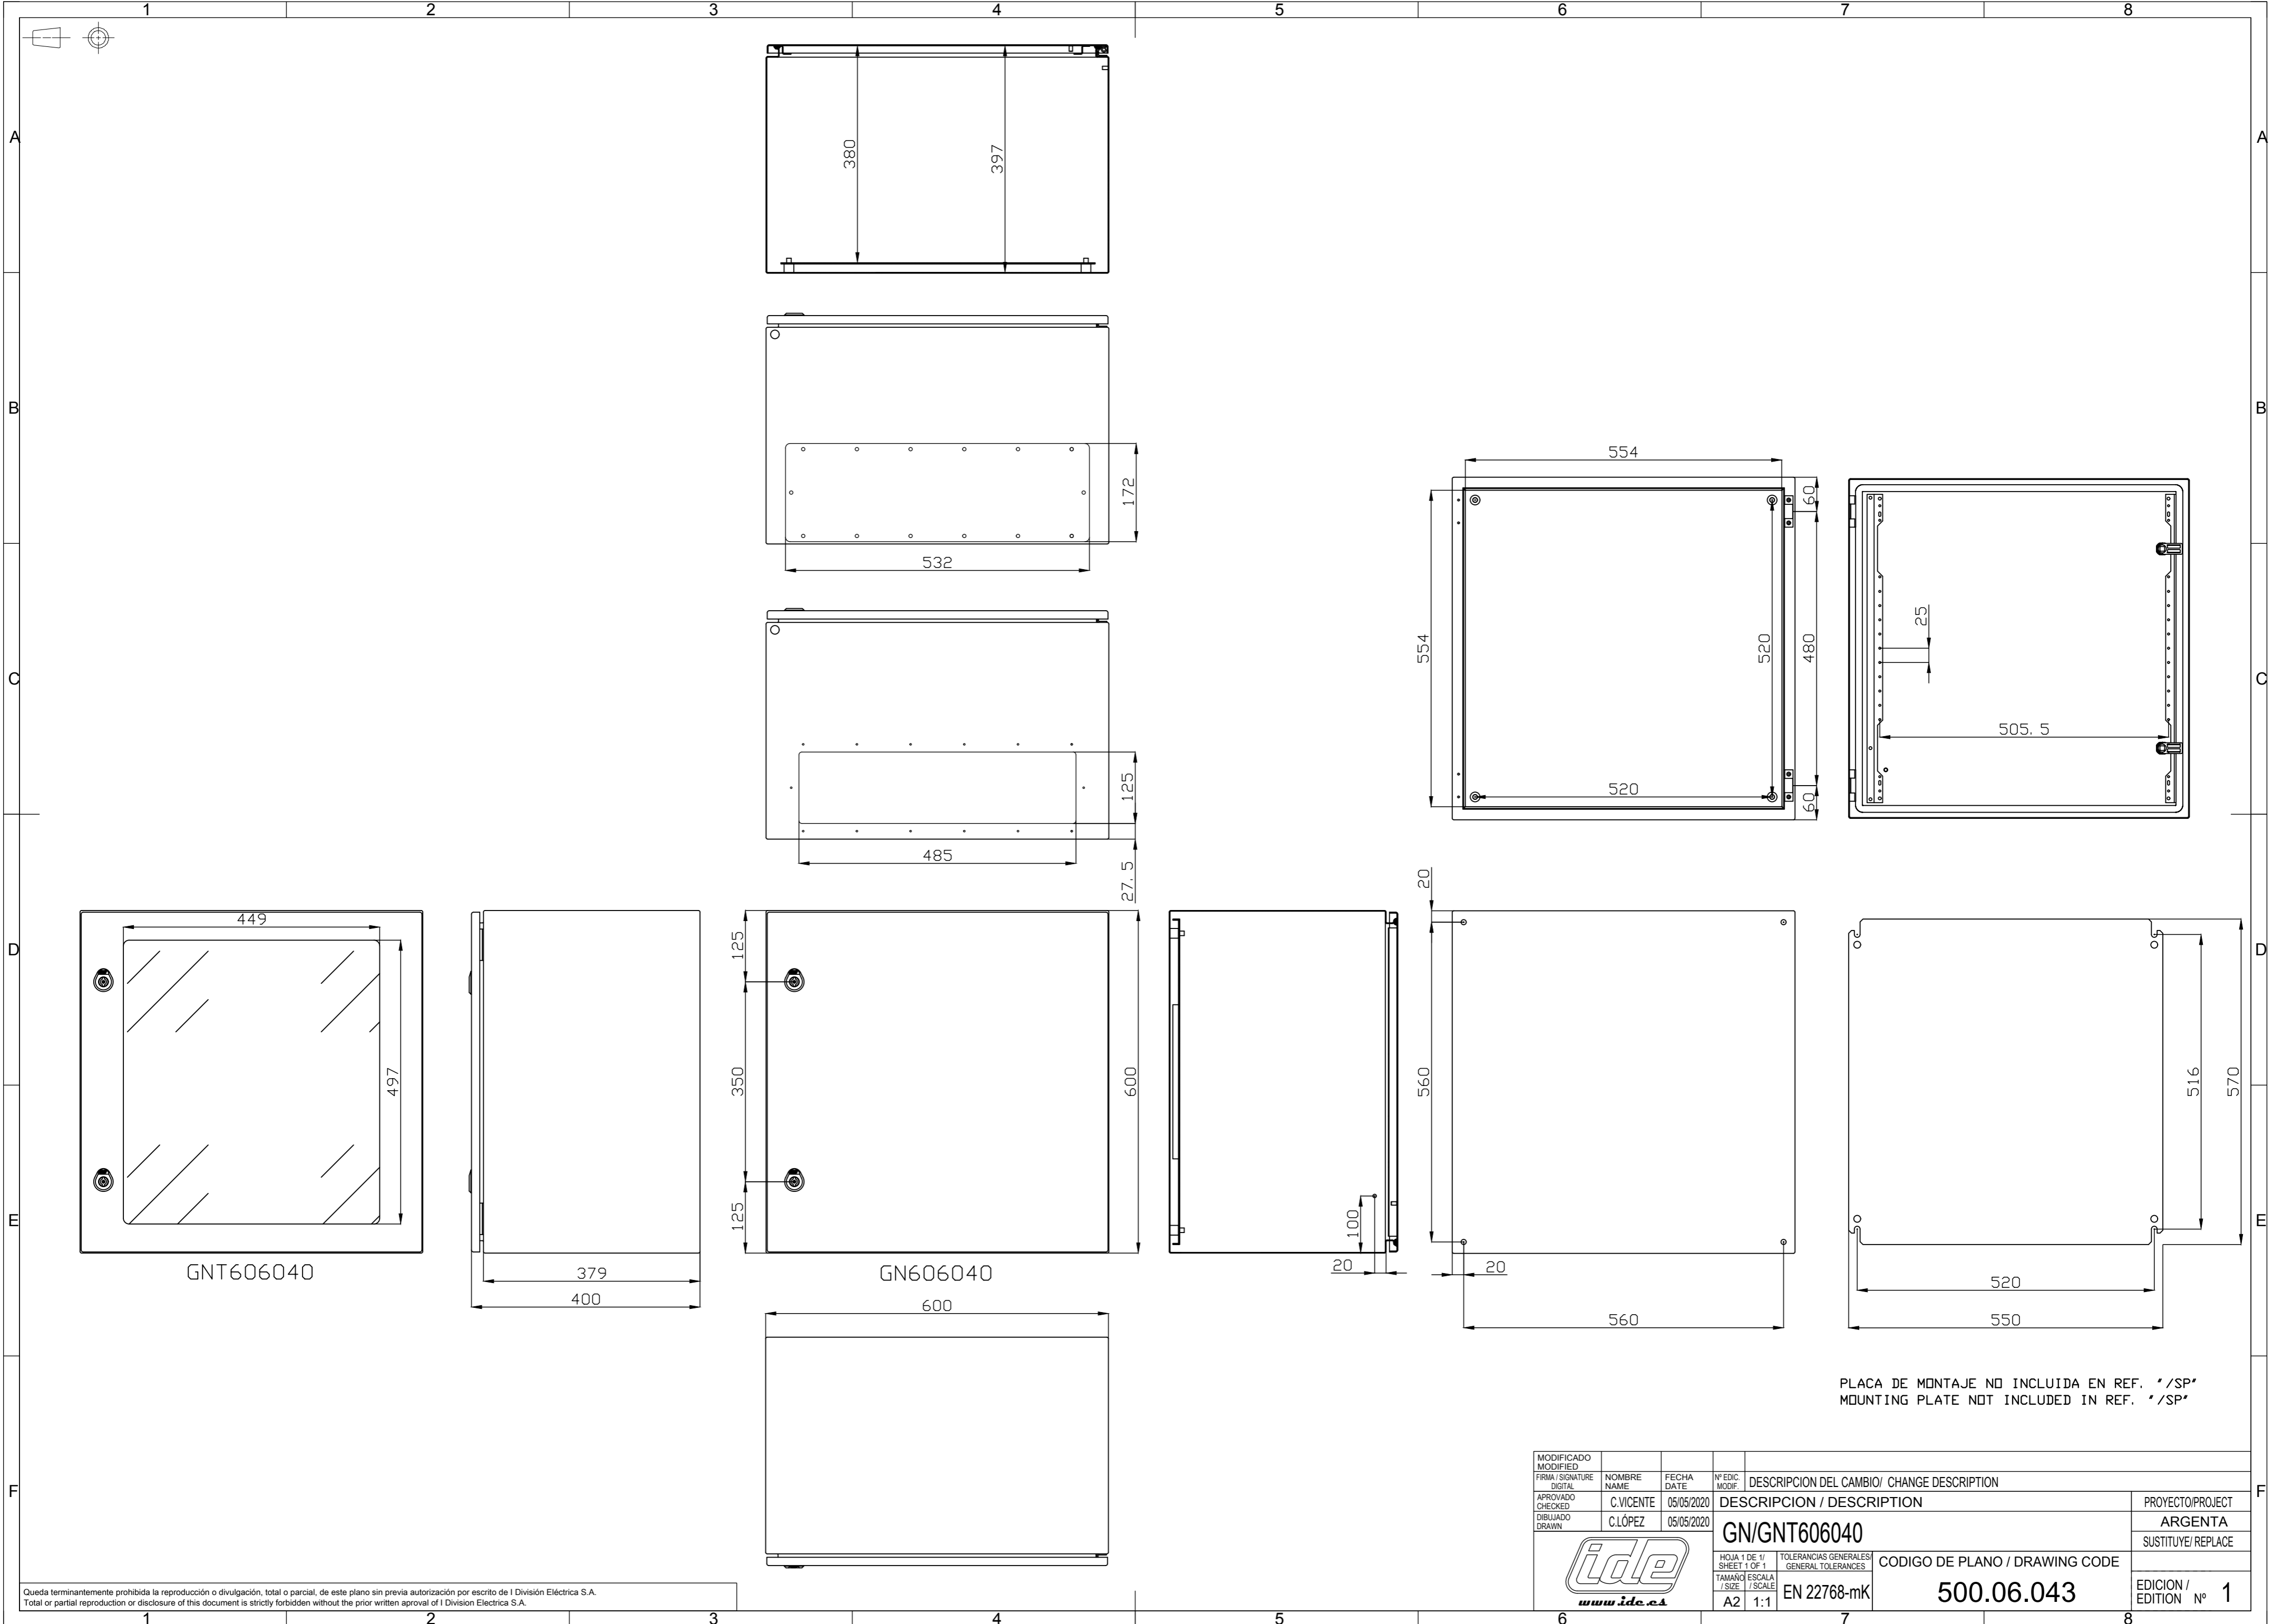 1 2 3 4 5 6 7 8
A A
380
397
B B
172
532
554
60
554
520
480
25
C C
505. 5
125
520
60
485
27. 5
20
449
125
D D
497
350
600
560
516
570
E E
125
100
GNT606040
379
GN606040
20
20
520
400
600
560
550
PLACA DE MONTAJE NO INCLUIDA EN REF. "/SP"
MOUNTING PLATE NOT INCLUDED IN REF. "/SP"
F F
MODIFICADO
MODIFIED
FIRMA / SIGNATURE
DIGITAL
NOMBRE
NAME
FECHA
DATE
Nº EDIC.
MODIF.
DESCRIPCION DEL CAMBIO/ CHANGE DESCRIPTION
APROVADO
CHECKED
C.VICENTE 05/05/2020
DESCRIPCION / DESCRIPTION
PROYECTO/PROJECT
DIBUJADO
DRAWN
C.LÓPEZ 05/05/2020
GN/GNT606040
ARGENTA
SUSTITUYE/ REPLACE
ide
www.ide.es
HOJA 1 DE 1/
SHEET 1 OF 1
TOLERANCIAS GENERALES/
GENERAL TOLERANCES
CODIGO DE PLANO / DRAWING CODE
TAMAÑO
/ SIZE
ESCALA
/ SCALE
A2 1:1
EN 22768-mK
500.06.043
EDICION /
EDITION Nº 1
Queda terminantemente prohibida la reproducción o divulgación, total o parcial, de este plano sin previa autorización por escrito de I División Eléctrica S.A.
Total or partial reproduction or disclosure of this document is strictly forbidden without the prior written aproval of I Division Electrica S.A.
1 2 3 4 5 6 7 8